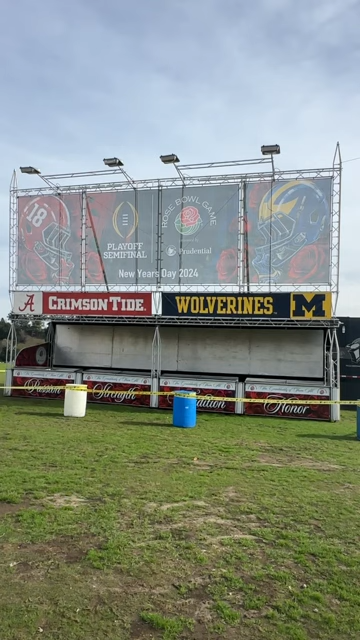 18
PLAYOFF
SEMIFINAL
ROSE BOWL GAME
Prudential
New Years Day 2024
A CRIMSON TIDE
WOLVERINES M
Passion Strength Tradition Honor